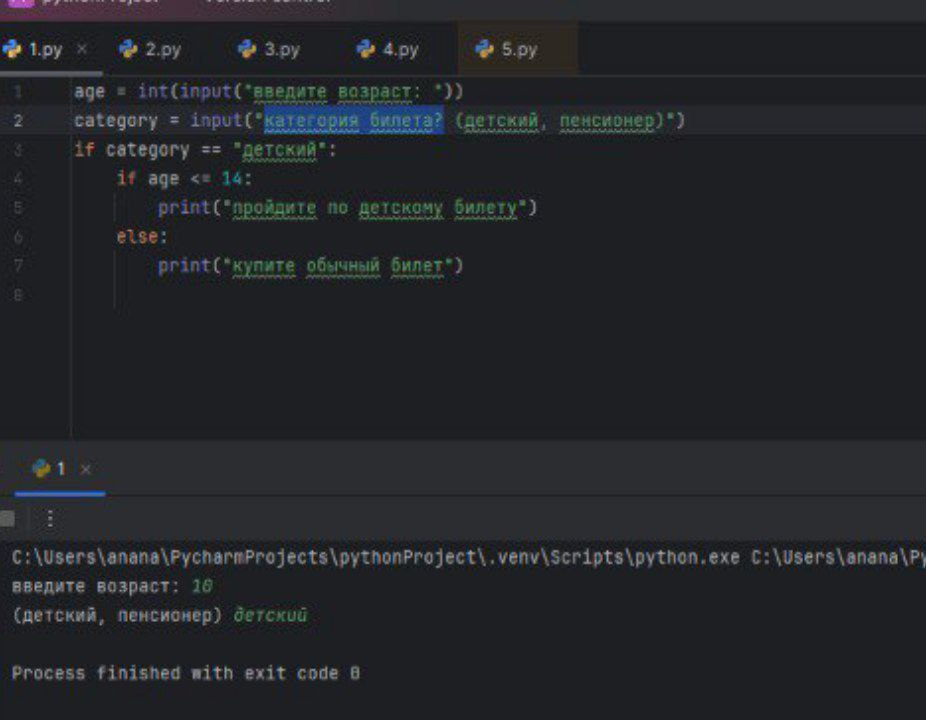 pythonProject Version control
1.py × 2.py 3.py 4.py 5.py
1 age = int(input("введите возраст: "))
2 category = input("категория билета? (детский, пенсионер)")
3 if category == "детский":
4 if age <= 14:
5 print("пройдите по детскому билету")
6 else:
7 print("купите обычный билет")
8
1 ×
C:\Users\anana\PycharmProjects\pythonProject\.venv\Scripts\python.exe C:\Users\anana\Py
введите возраст: 10
(детский, пенсионер) детский
Process finished with exit code 0